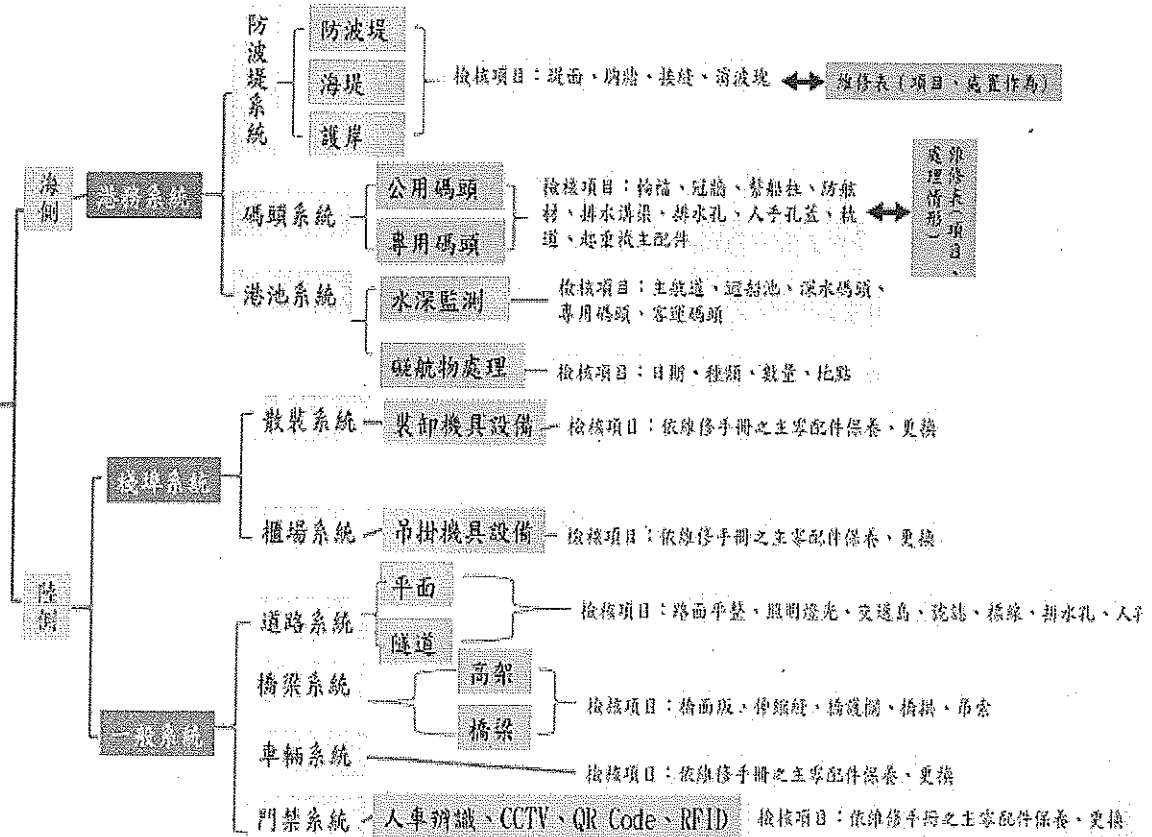 防波堤系統
防波堤
海堤
護岸
檢核項目：堤面、胸牆、接縫、消波塊
維修表（項目、處置作為）
海側
港務系統
碼頭系統
公用碼頭
專用碼頭
檢核項目：
冠牆、繫船柱、防舷
材、排水溝渠、排水孔、人手孔蓋、
道、起重機主配件
維修表（項目、
處理情形）
港池系統
水深監測
檢核項目：主航道、迴船池、深水碼頭、
專用碼頭、客運碼頭
礙航物處理
檢核項目：日期、種類、數量、地點
散裝系統
裝卸機具設備
檢核項目：依維修手冊之主零配件保養、更換
棧埠系統
櫃場系統
吊掛機具設備
檢核項目：依維修手冊之主零配件保養、更換
陸側
道路系統
平面
隧道
檢核項目：路面平整、照明燈光、交通島、號誌、標線、排水孔、人手
橋梁系統
高架
橋梁
檢核項目：橋面版、伸縮縫、橋護欄、橋拱、吊索
一般系統
車輛系統
檢核項目：依維修手冊之主零配件保養、更換
門禁系統
人車辨識、CCTV、QR Code、RFID
檢核項目：依維修手冊之主零配件保養、更換